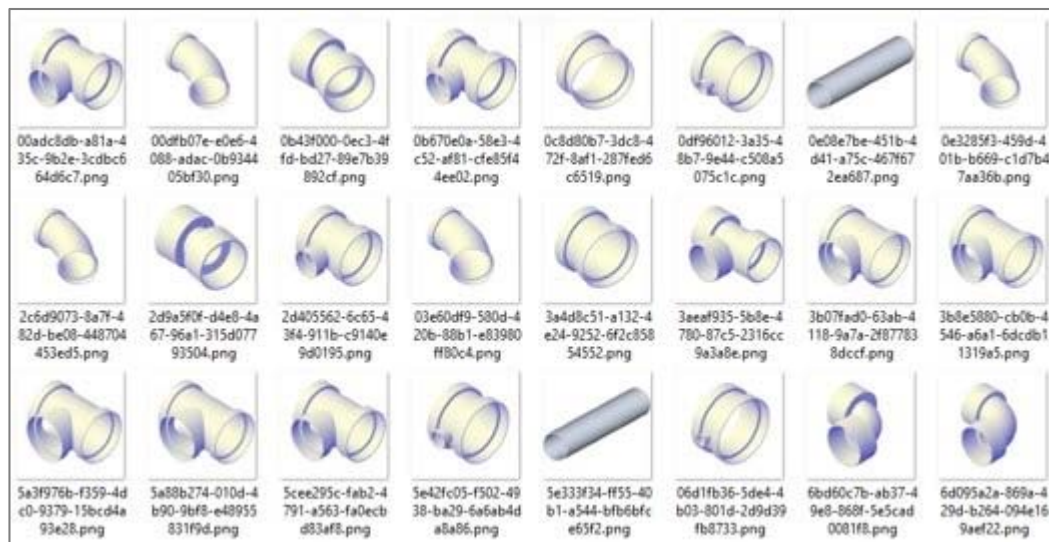 00adc8db-a81a-4
35c-9b2e-3cdbc6
64d6c7.png
00dfb07e-e0e6-4
088-adac-0b9344
05bf30.png
0b43f000-0ec3-4f
fd-bd27-89e7b39
892cf.png
0b670e0a-58e3-4
c52-af81-cfe85f4
4ee02.png
0c8d80b7-3dc8-4
72f-8af1-287fed6
c6519.png
0df96012-3a35-4
8b7-9e44-c508a5
075c1c.png
0e08e7be-451b-4
d41-a75c-467f67
2ea687.png
0e3285f3-459d-4
01b-b669-c1d7b4
7aa36b.png
2c6d9073-8a7f-4
82d-be08-448704
453ed5.png
2d9a5f0f-d4e8-4a
67-96a1-315d077
93504.png
2d405562-6c65-4
3f4-911b-c9140e
9d0195.png
03e60df9-580d-4
20b-88b1-e83980
ff80c4.png
3a4d8c51-a132-4
e24-9252-6f2c858
54552.png
3aeaf935-5b8e-4
780-87c5-2316cc
9a3a8e.png
3b07fad0-63ab-4
118-9a7a-2f87783
8dccf.png
3b8e5880-cb0b-4
546-a6a1-6dcdb1
1319a5.png
5a3f976b-f359-4d
c0-9379-15bcd4a
93e28.png
5a88b274-010d-4
b90-9bf8-e48955
831f9d.png
5cee295c-fab2-4
791-a563-fa0ecb
d83af8.png
5e42fc05-f502-49
38-ba29-6a6ab4d
a8a86.png
5e333f34-ff55-40
b1-a544-bfb6bfc
e65f2.png
06d1fb36-5de4-4
b03-801d-2d9d39
fb8733.png
6bd60c7b-ab37-4
9e8-868f-5e5cad
0081f8.png
6d095a2a-869a-4
29d-b264-094e16
9aef22.png